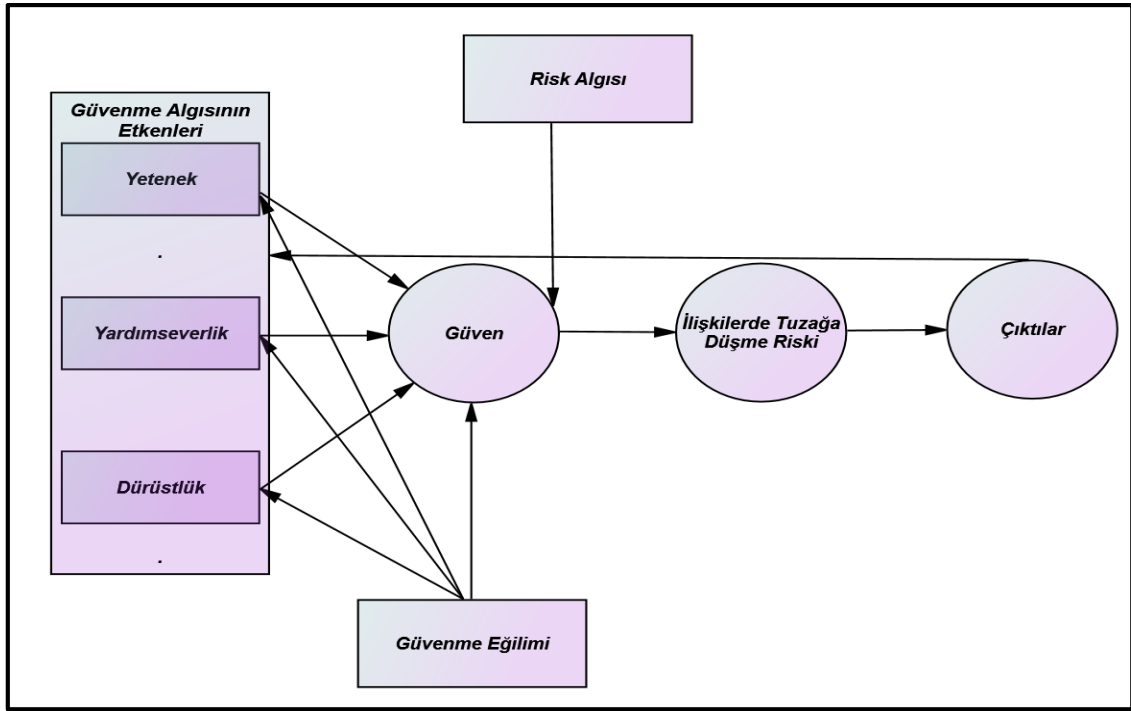 Risk Algısı
Güvenme Algısının
Etkenleri
Yetenek
.
Yardımseverlik
Dürüstlük
.
Güven
İlişkilerde Tuzağa
Düşme Riski
Çıktılar
Güvenme Eğilimi